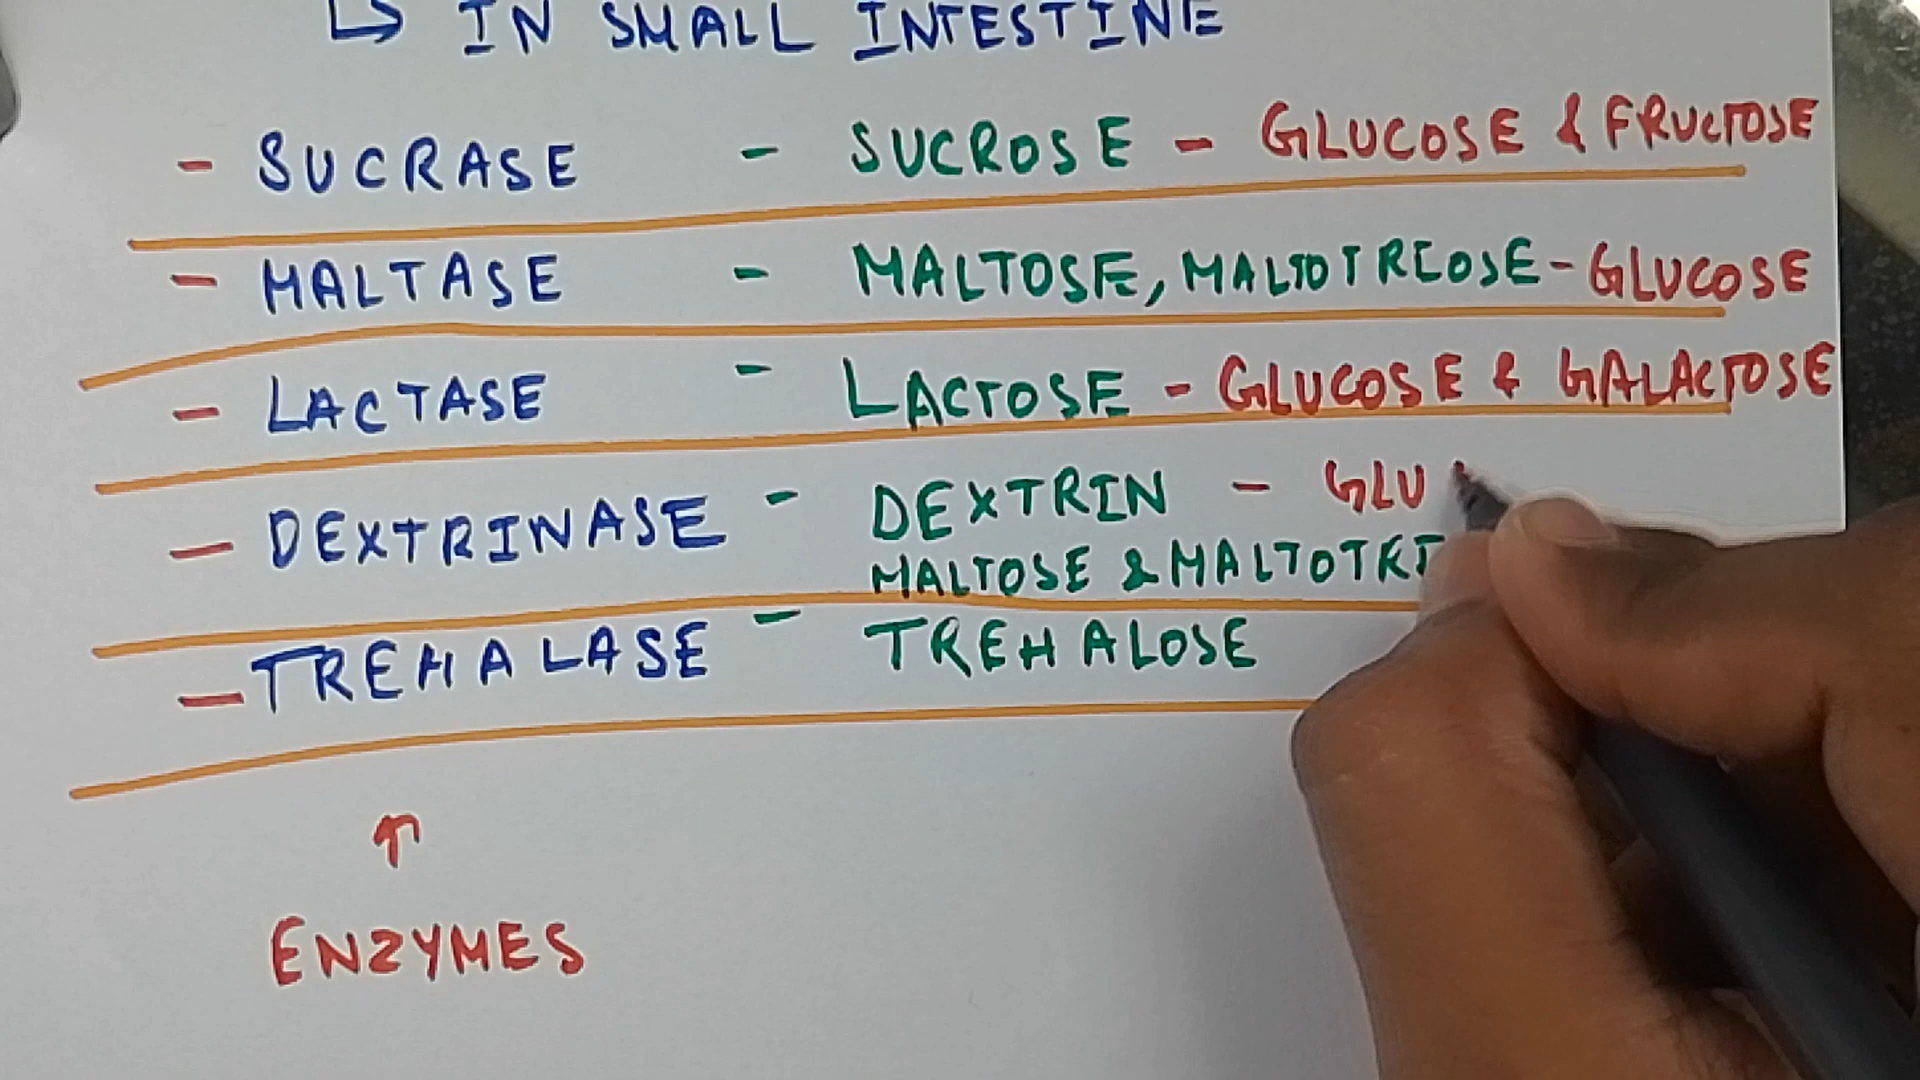 ↳ IN SMALL INTESTINE
- SUCRASE - SUCROSE - GLUCOSE & FRUCTOSE
- MALTASE - MALTOSE, MALTOTRIOSE - GLUCOSE
- LACTASE - LACTOSE - GLUCOSE & GALACTOSE
- DEXTRINASE - DEXTRIN - GLU
MALTOSE & MALTOTRI
- TREHALASE - TREHALOSE
↑
ENZYMES